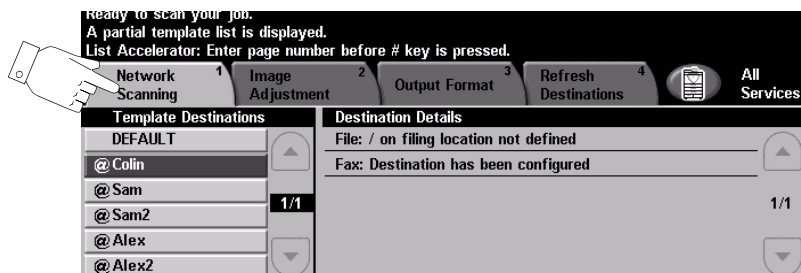 Ready to scan your job.
A partial template list is displayed.
List Accelerator: Enter page number before # key is pressed.
Network Scanning 1
Image Adjustment 2
Output Format 3
Refresh Destinations 4
All Services
Template Destinations
Destination Details
DEFAULT
File: / on filing location not defined
@ Colin
Fax: Destination has been configured
@ Sam
1/1
1/1
@ Sam2
@ Alex
@ Alex2